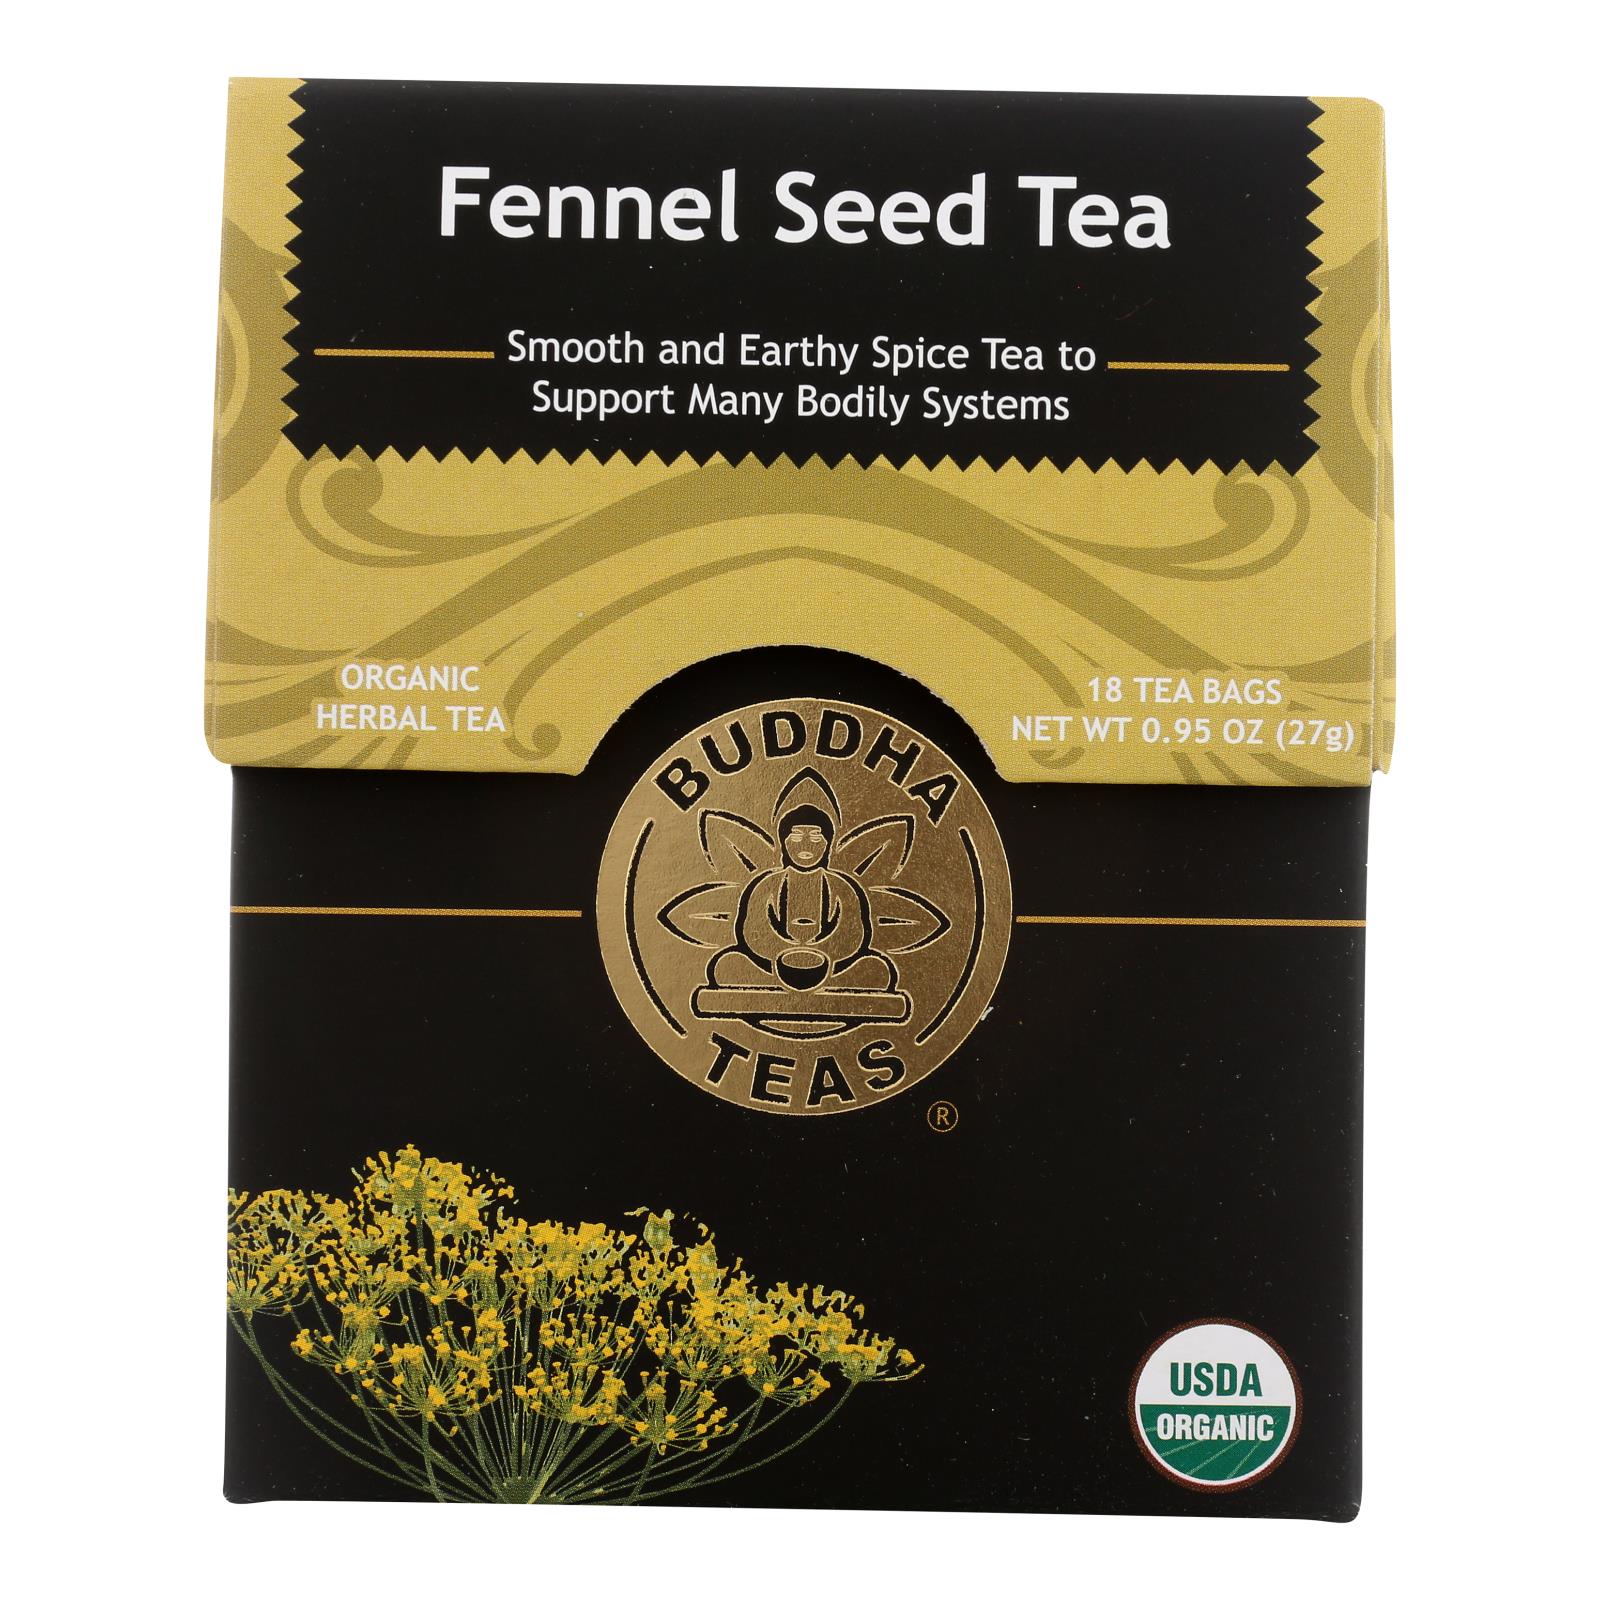 Fennel Seed Tea
Smooth and Earthy Spice Tea to
Support Many Bodily Systems
ORGANIC
HERBAL TEA
18 TEA BAGS
NET WT 0.95 OZ (27g)
BUDDHA
TEAS
®
USDA
ORGANIC